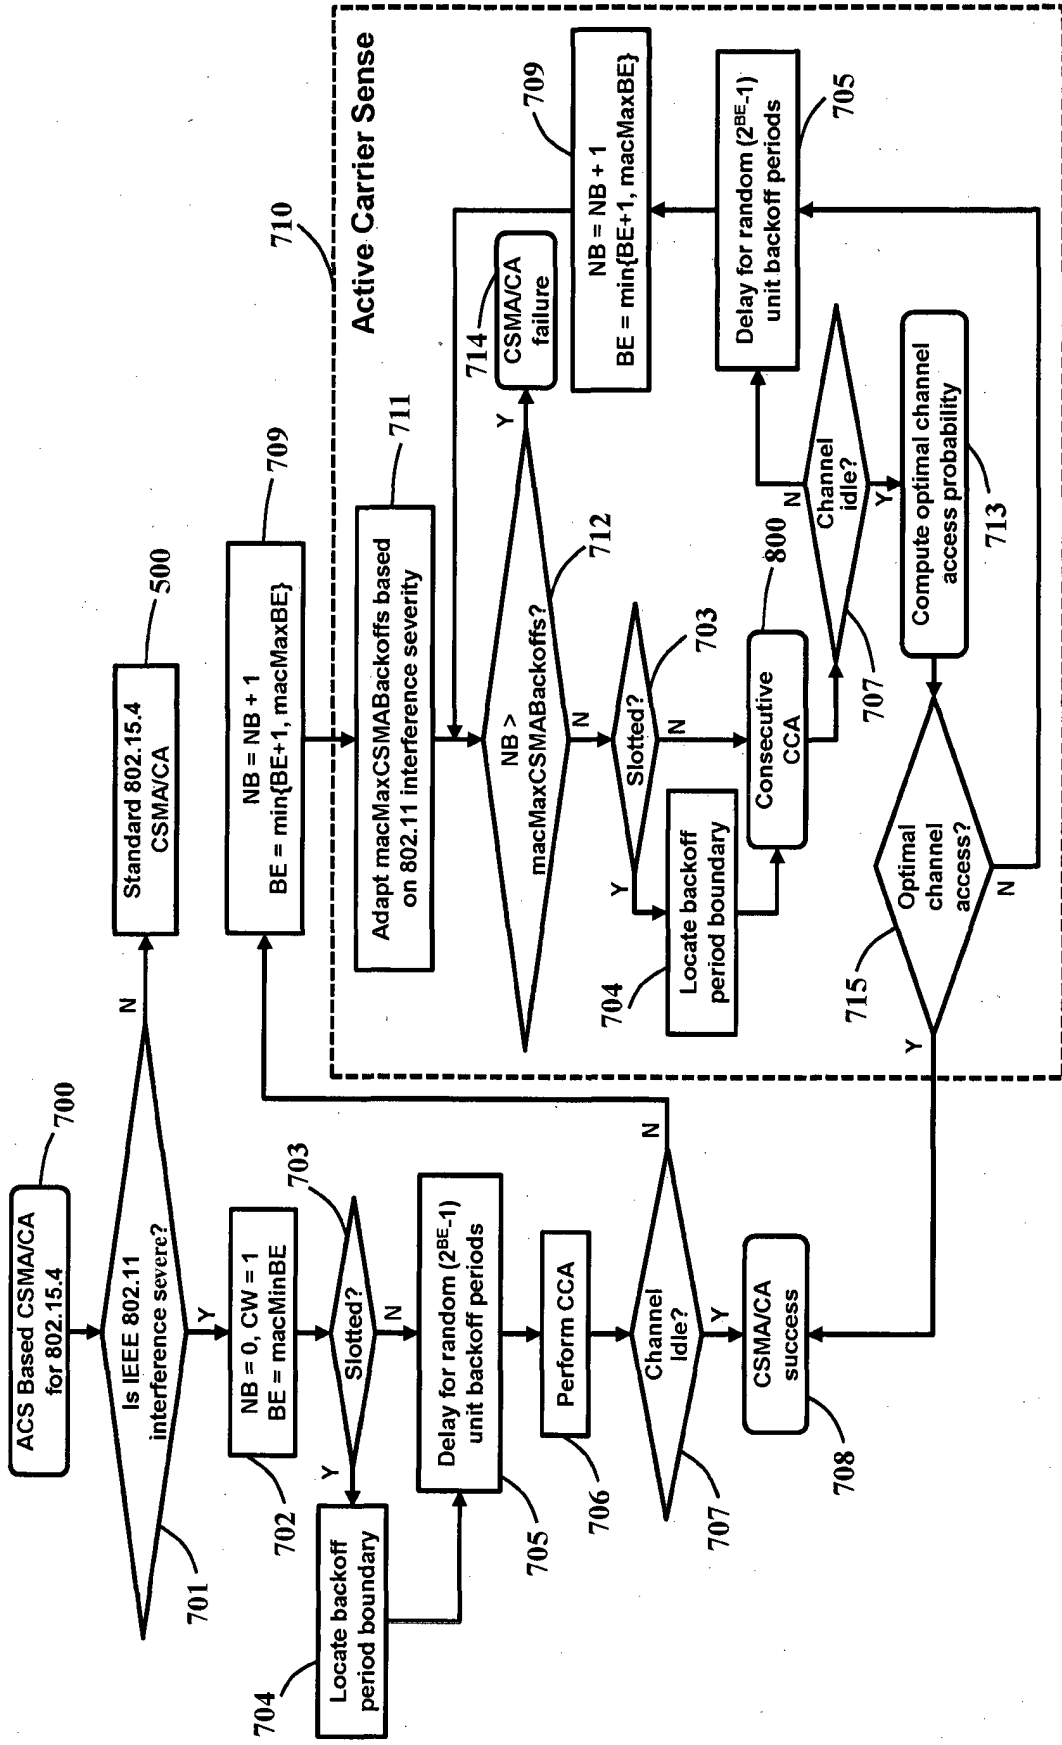 ACS Based CSMA/CA
for 802.15.4
700
Is IEEE 802.11
interference severe?
701
N
Y
Standard 802.15.4
CSMA/CA
500
NB = 0, CW = 1
BE = macMinBE
702
Slotted?
703
Y
N
Locate backoff
period boundary
704
Delay for random (2^BE-1)
unit backoff periods
705
Perform CCA
706
Channel
Idle?
707
N
Y
CSMA/CA
success
708
NB = NB + 1
BE = min{BE+1, macMaxBE}
709
710
Active Carrier Sense
Adapt macMaxCSMABackoffs based
on 802.11 interference severity
711
NB >
macMaxCSMABackoffs?
712
Y
N
CSMA/CA
failure
714
Slotted?
703
Y
N
Locate backoff
period boundary
704
Consecutive
CCA
800
Channel
idle?
707
N
Y
Delay for random (2^BE-1)
unit backoff periods
705
NB = NB + 1
BE = min{BE+1, macMaxBE}
709
Compute optimal channel
access probability
713
Optimal
channel
access?
715
Y
N